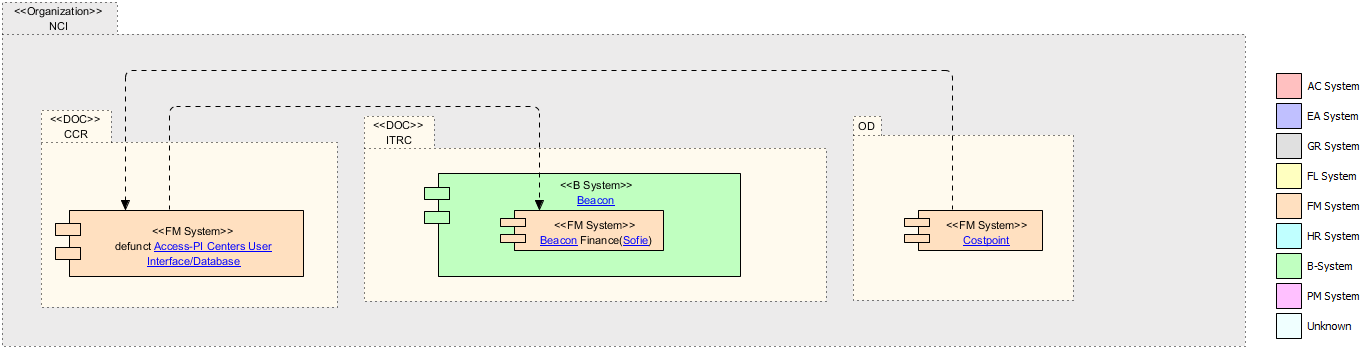 <<Organization>>
NCI
<<DOC>>
CCR
<<FM System>>
defunct Access-PI Centers User
Interface/Database
<<DOC>>
ITRC
<<B System>>
Beacon
<<FM System>>
Beacon Finance(Sofie)
OD
<<FM System>>
Costpoint
AC System
EA System
GR System
FL System
FM System
HR System
B-System
PM System
Unknown